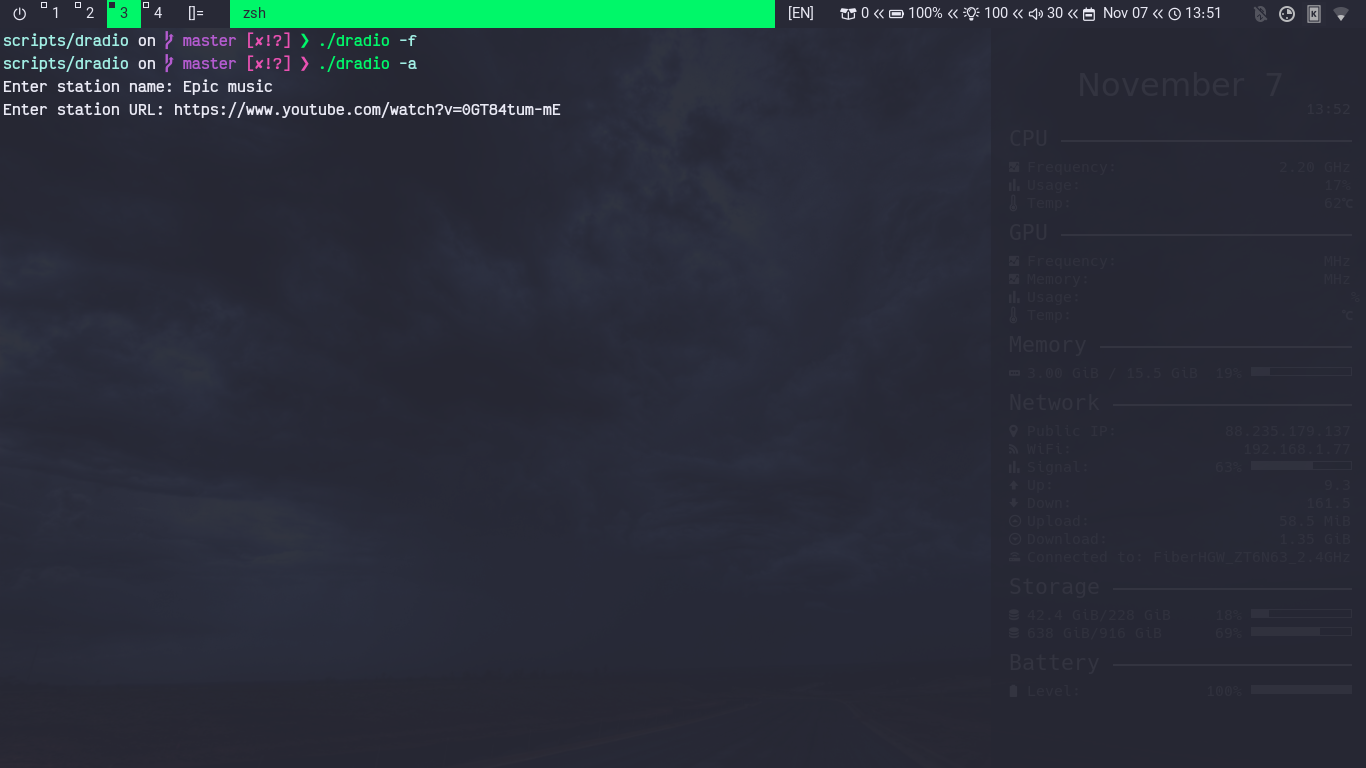 1 2 3 4 []= zsh [EN] 0 100% 100 30 Nov 07 13:51
scripts/dradio on master [✘!?] ❯ ./dradio -f
scripts/dradio on master [✘!?] ❯ ./dradio -a
Enter station name: Epic music
Enter station URL: https://www.youtube.com/watch?v=0GT84tum-mE
November 7
13:52
CPU
Frequency: 2.20 GHz
Usage: 17%
Temp: 62℃
GPU
Frequency: MHz
Memory: MHz
Usage: %
Temp: ℃
Memory
3.00 GiB / 15.5 GiB 19%
Network
Public IP: 88.235.179.137
WiFi: 192.168.1.77
Signal: 63%
Up: 9.3
Down: 161.5
Upload: 58.5 MiB
Download: 1.35 GiB
Connected to: FiberHGW_ZT6N63_2.4GHz
Storage
42.4 GiB/228 GiB 18%
638 GiB/916 GiB 69%
Battery
Level: 100%